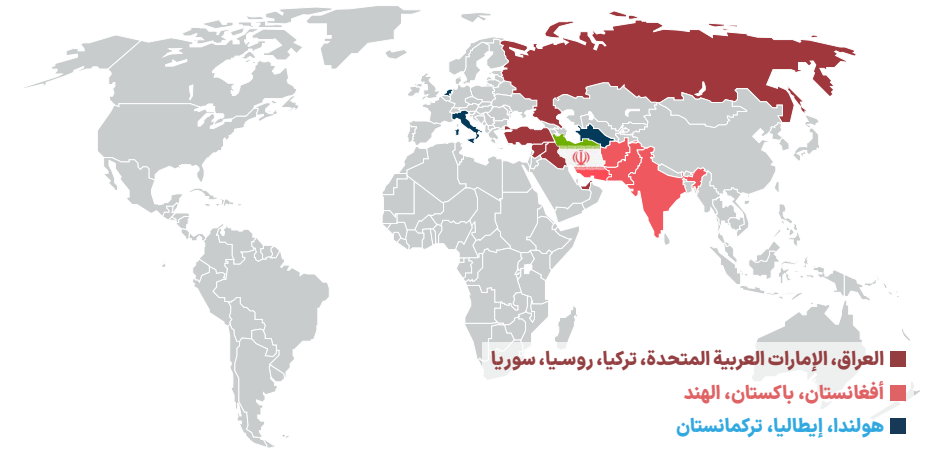 العراق، الإمارات العربية المتحدة، تركيا، روسيا، سوريا
أفغانستان، باكستان، الهند
هولندا، إيطاليا، تركمانستان